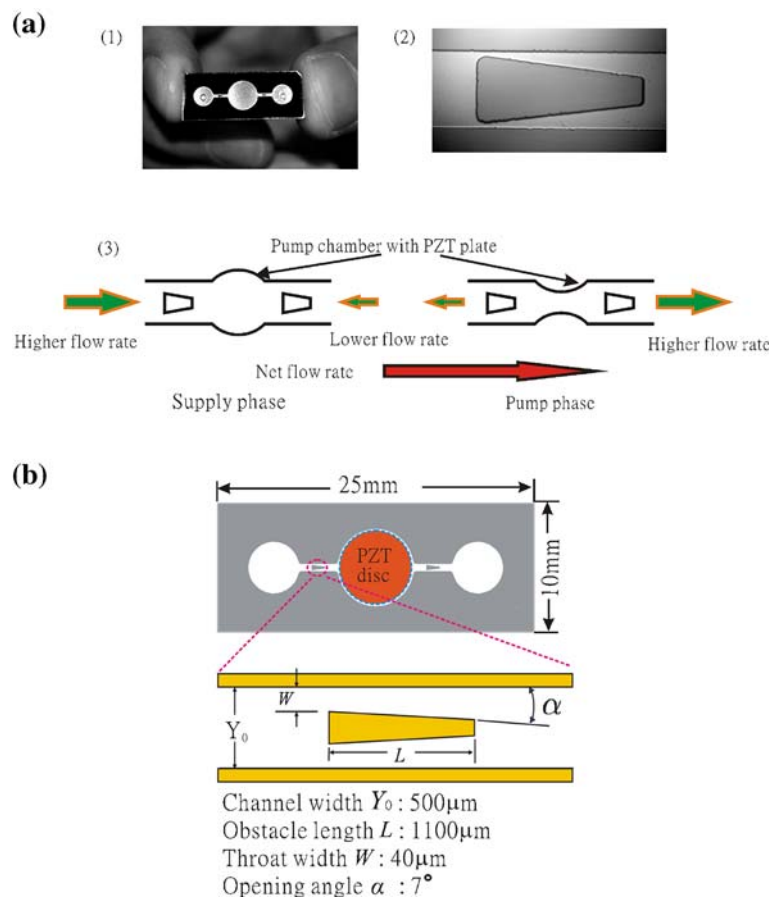 (a)
(1)
(2)
(3)
Pump chamber with PZT plate
Higher flow rate
Lower flow rate
Higher flow rate
Net flow rate
Supply phase
Pump phase
(b)
25mm
PZT
disc
10mm
W
α
Y₀
L
Channel width Y₀ : 500μm
Obstacle length L : 1100μm
Throat width W : 40μm
Opening angle α : 7°